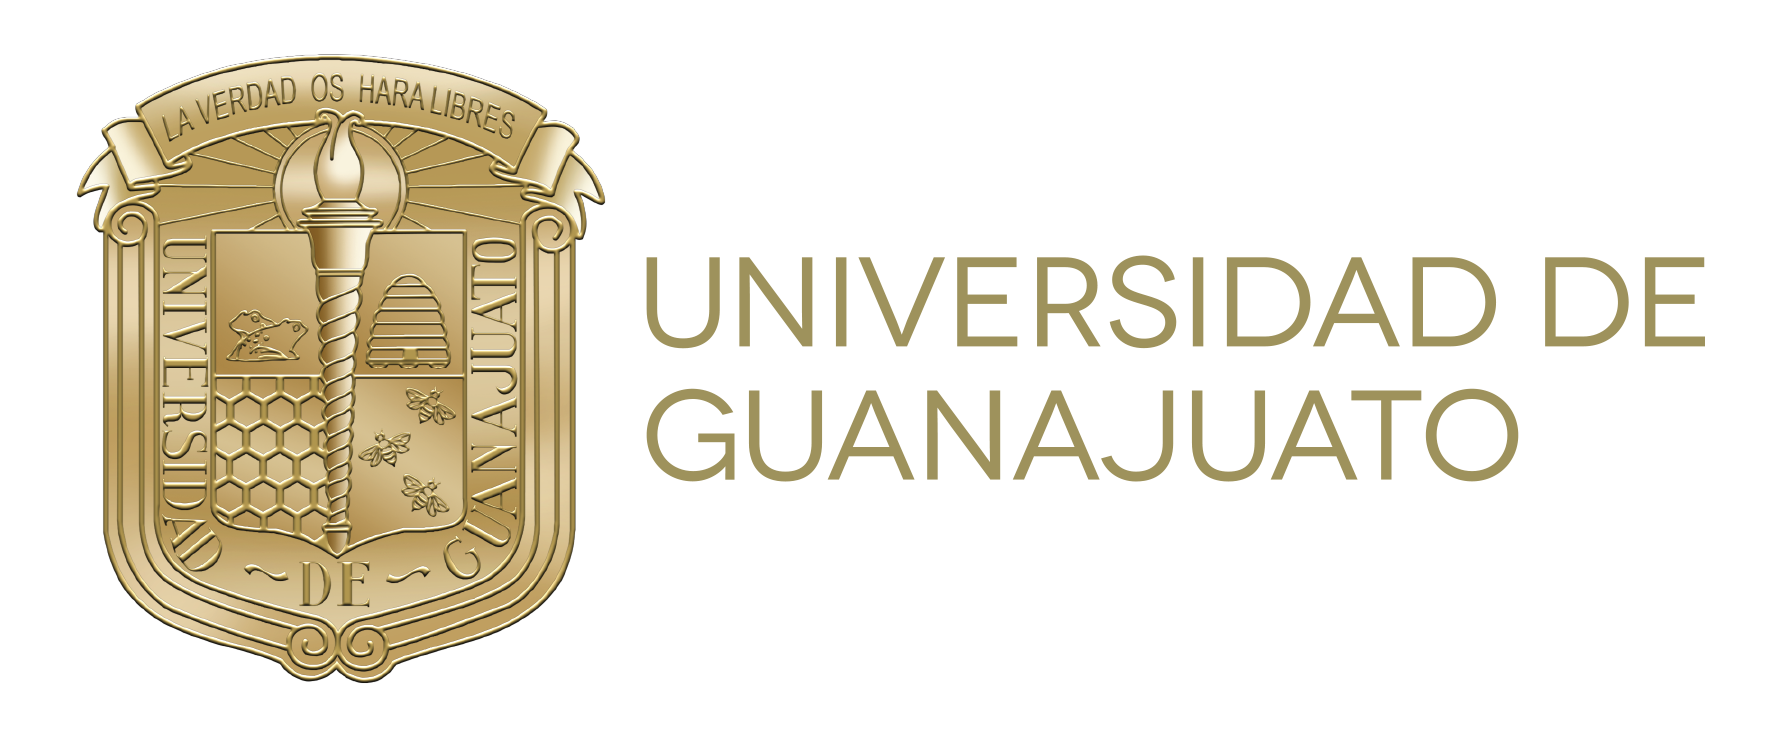 LA VERDAD OS HARA LIBRES
UNIVERSIDAD
DE
GUANAJUATO
UNIVERSIDAD DE
GUANAJUATO